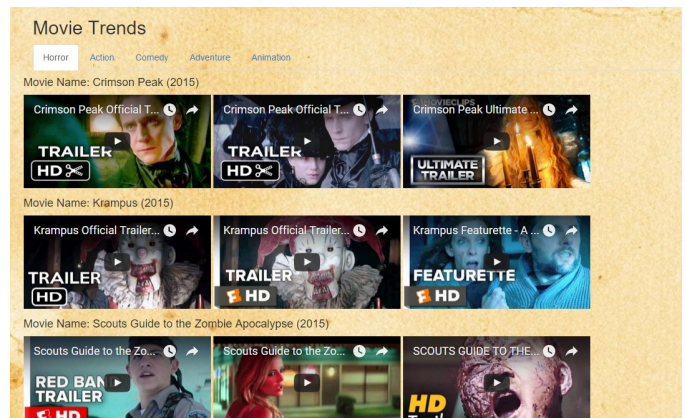 Movie Trends
Horror Action Comedy Adventure Animation
Movie Name: Crimson Peak (2015)
Crimson Peak Official T... Crimson Peak Official T... Crimson Peak Ultimate ...
MOVIECLIPS
TRAILER TRAILER ULTIMATE
HD HD TRAILER
Movie Name: Krampus (2015)
Krampus Official Trailer... Krampus Official Trailer... Krampus Featurette - A ...
TRAILER TRAILER FEATURETTE
HD HD HD
Movie Name: Scouts Guide to the Zombie Apocalypse (2015)
Scouts Guide to the Zo... Scouts Guide to the Zo... SCOUTS GUIDE TO THE...
RED BAN
TRAILER HD
HD